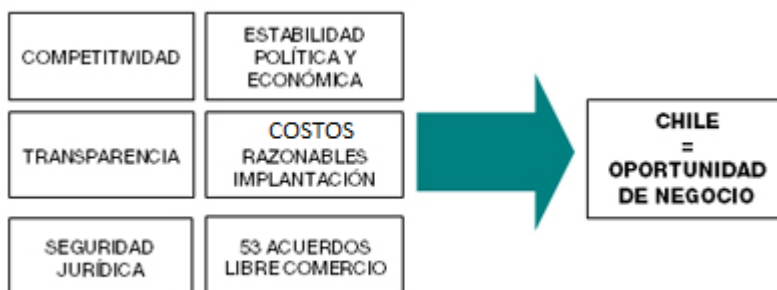 COMPETITIVIDAD
ESTABILIDAD
POLÍTICA Y
ECONÓMICA
TRANSPARENCIA
COSTOS
RAZONABLES
IMPLANTACIÓN
SEGURIDAD
JURÍDICA
53 ACUERDOS
LIBRE COMERCIO
CHILE
=
OPORTUNIDAD
DE NEGOCIO